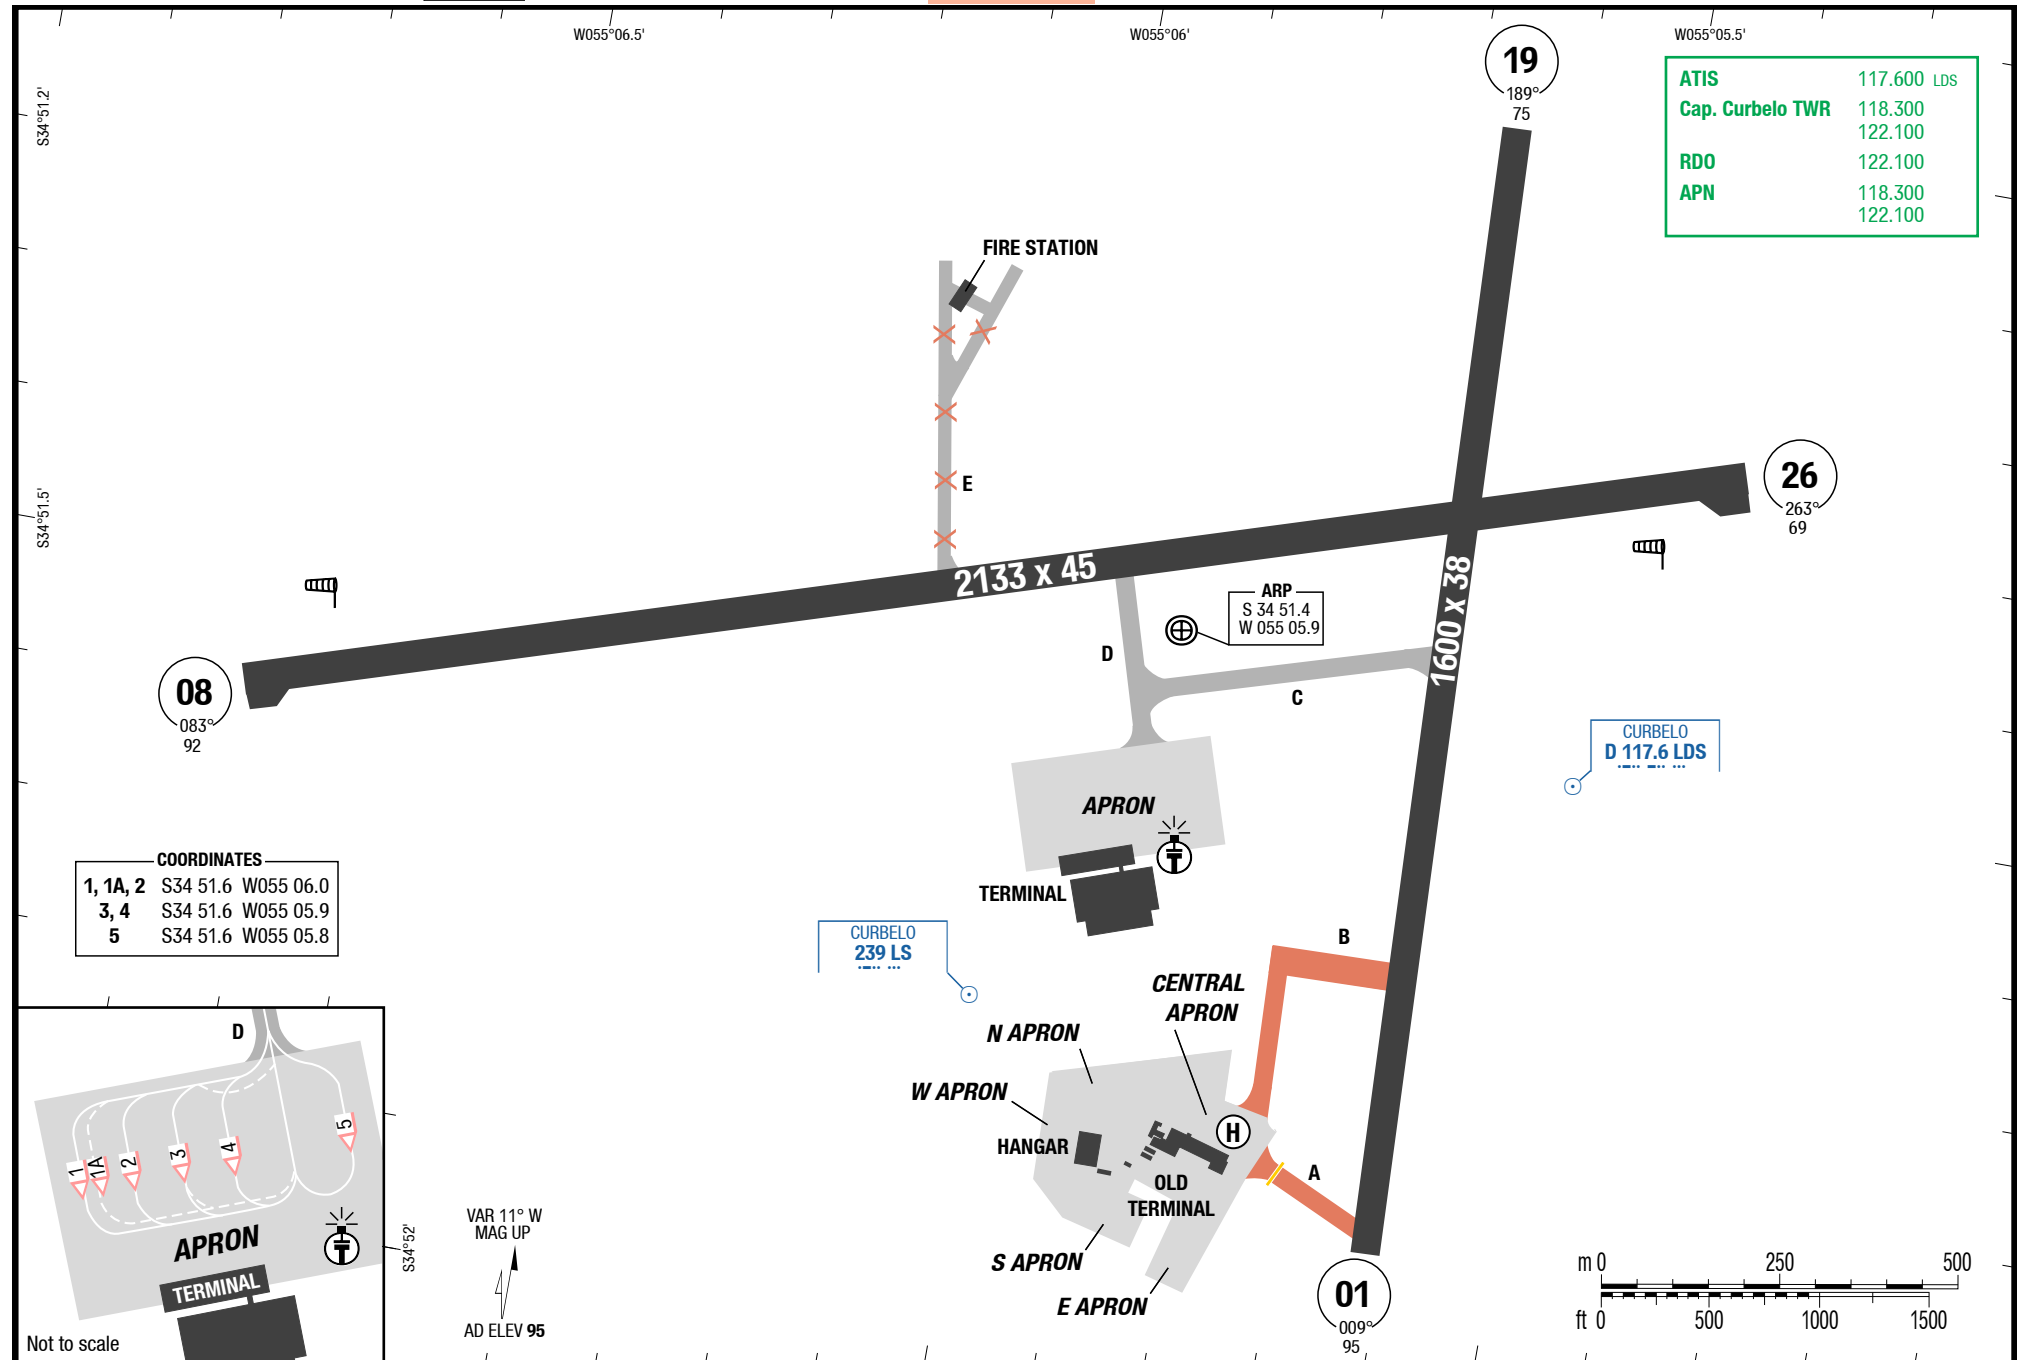 W055°06.5'
W055°06'
W055°05.5'
S34°51.2'
S34°51.5'
S34°52'
19
189°
75
ATIS 117.600 LDS
Cap. Curbelo TWR 118.300
122.100
RDO 122.100
APN 118.300
122.100
FIRE STATION
E
26
263°
69
2133 x 45
1600 x 38
ARP
S 34 51.4
W 055 05.9
D
C
08
083°
92
CURBELO
D 117.6 LDS
APRON
T
TERMINAL
COORDINATES
1, 1A, 2 S34 51.6 W055 06.0
3, 4 S34 51.6 W055 05.9
5 S34 51.6 W055 05.8
CURBELO
239 LS
B
CENTRAL
APRON
N APRON
W APRON
HANGAR
H
A
OLD
TERMINAL
S APRON
E APRON
01
009°
95
D
1
1A
2
3
4
5
APRON
T
TERMINAL
Not to scale
VAR 11° W
MAG UP
AD ELEV 95
m 0 250 500
ft 0 500 1000 1500